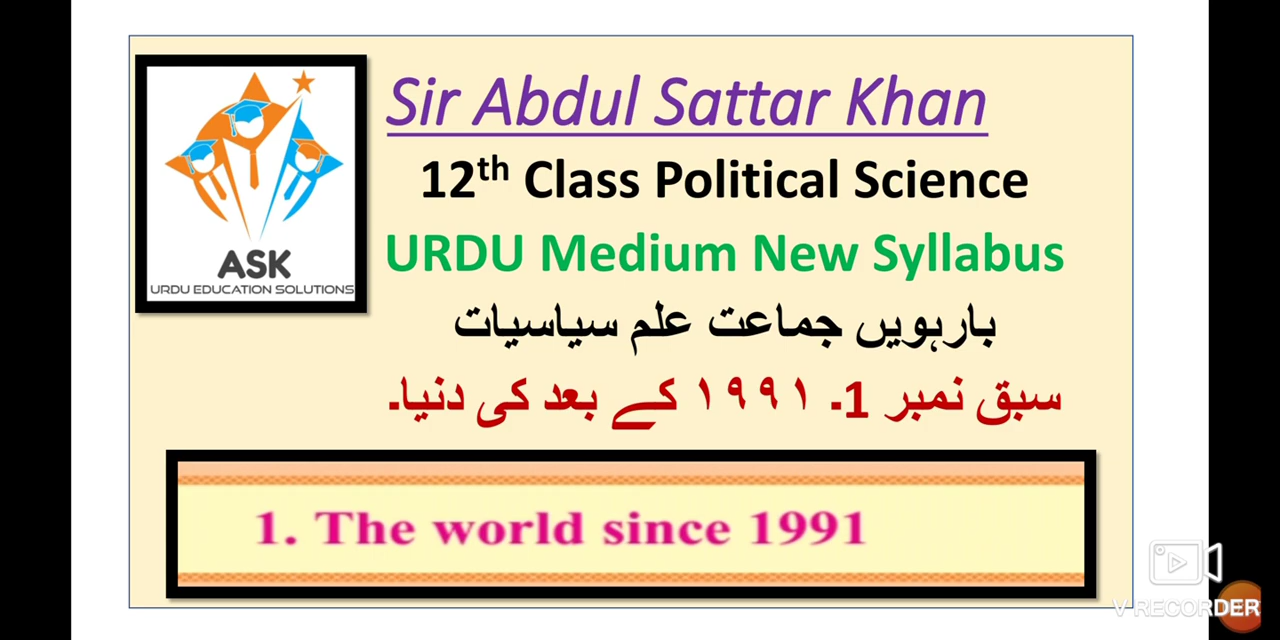 Sir Abdul Sattar Khan
12th Class Political Science
URDU Medium New Syllabus
بارہویں جماعت علم سیاسیات
سبق نمبر 1۔ ۱۹۹۱ کے بعد کی دنیا۔
ASK
URDU EDUCATION SOLUTIONS
1. The world since 1991
V RECORDER